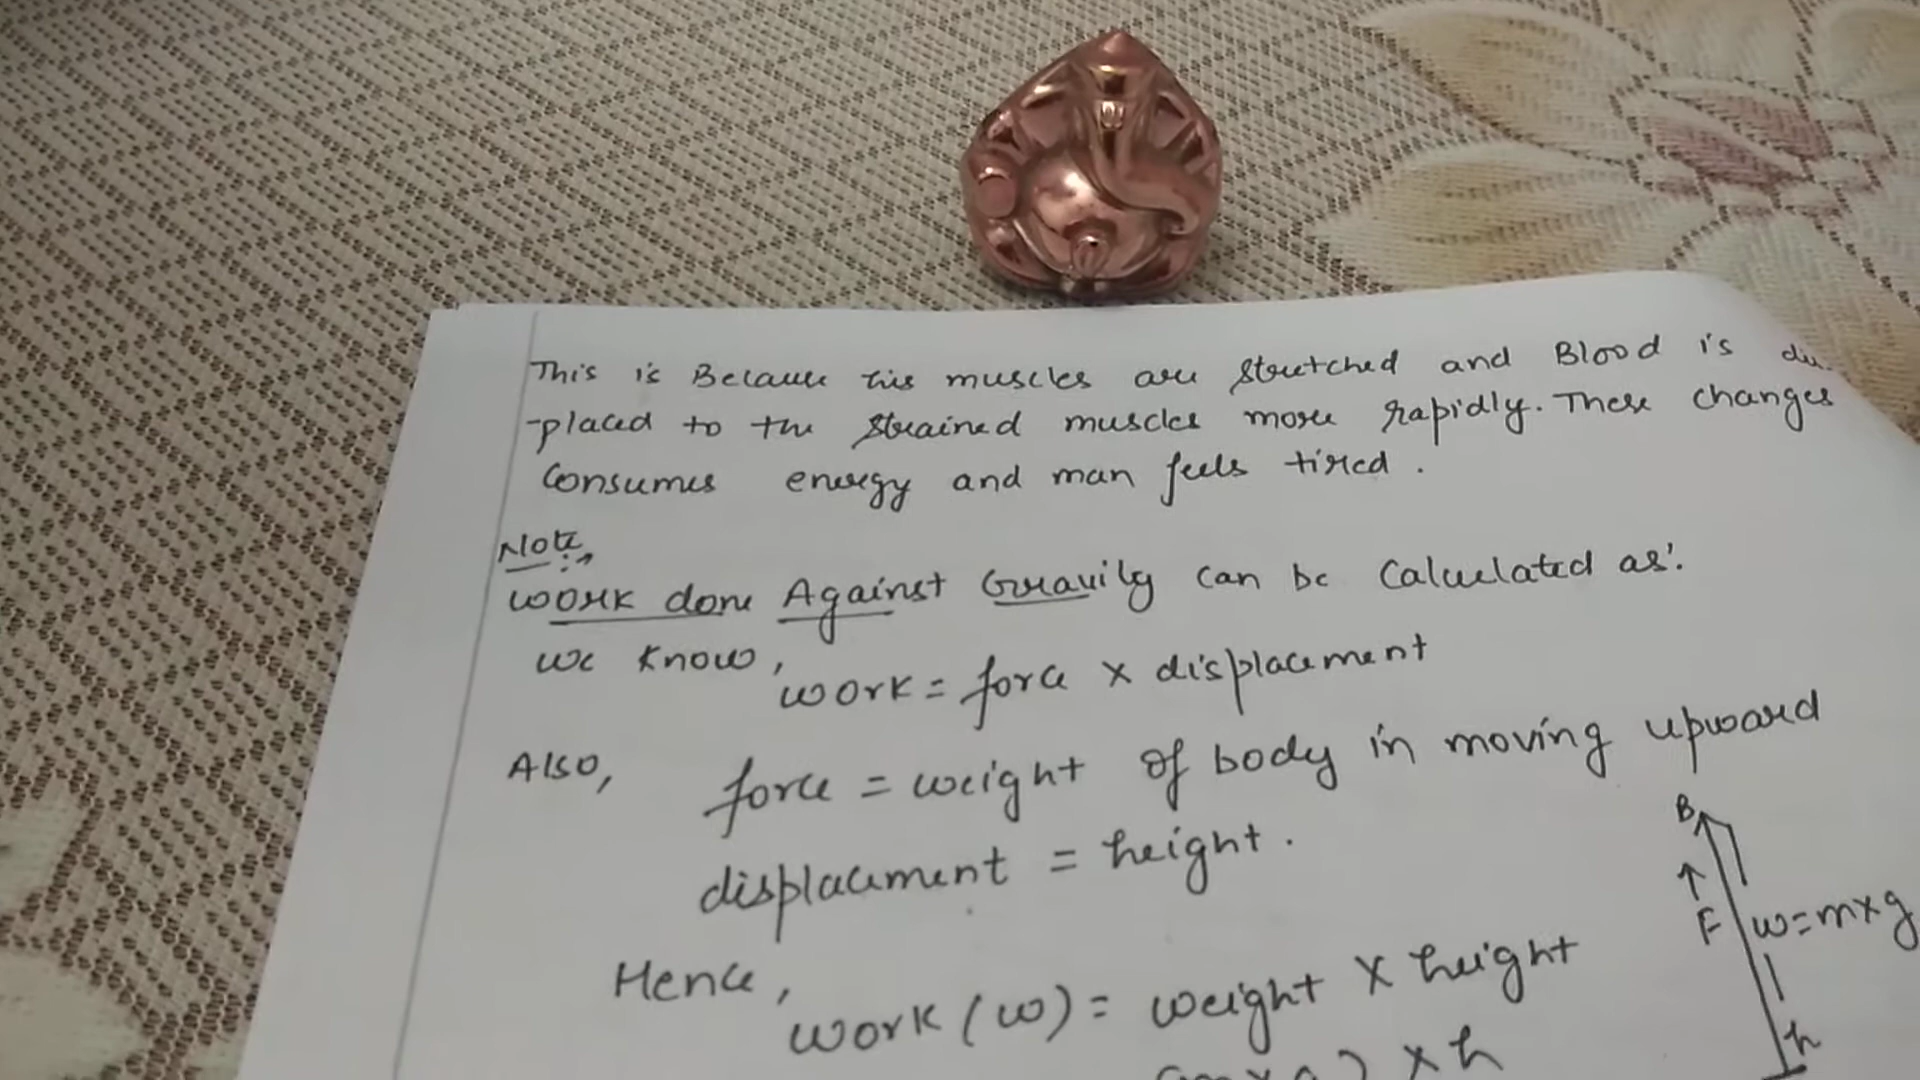 This is Because his muscles are stretched and Blood is dis
-placed to the strained muscles more rapidly. These changes
Consumes energy and man feels tired.
Note:→
Work done Against Gravity can be Calculated as:
We know,
work = force × displacement
Also, force = weight of body in moving upward
displacement = height.
B
F
w=m×g
Hence,
work (w) = weight × height
h
(m×g) × h